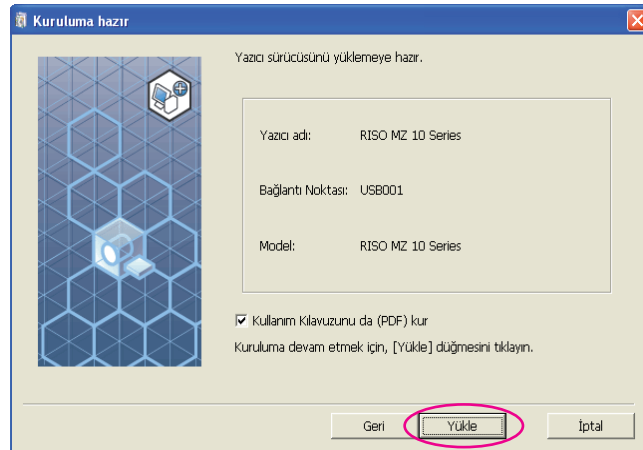 Kuruluma hazır
Yazıcı sürücüsünü yüklemeye hazır.
Yazıcı adı: RISO MZ 10 Series
Bağlantı Noktası: USB001
Model: RISO MZ 10 Series
Kullanım Kılavuzunu da (PDF) kur
Kuruluma devam etmek için, [Yükle] düğmesini tıklayın.
Geri Yükle İptal